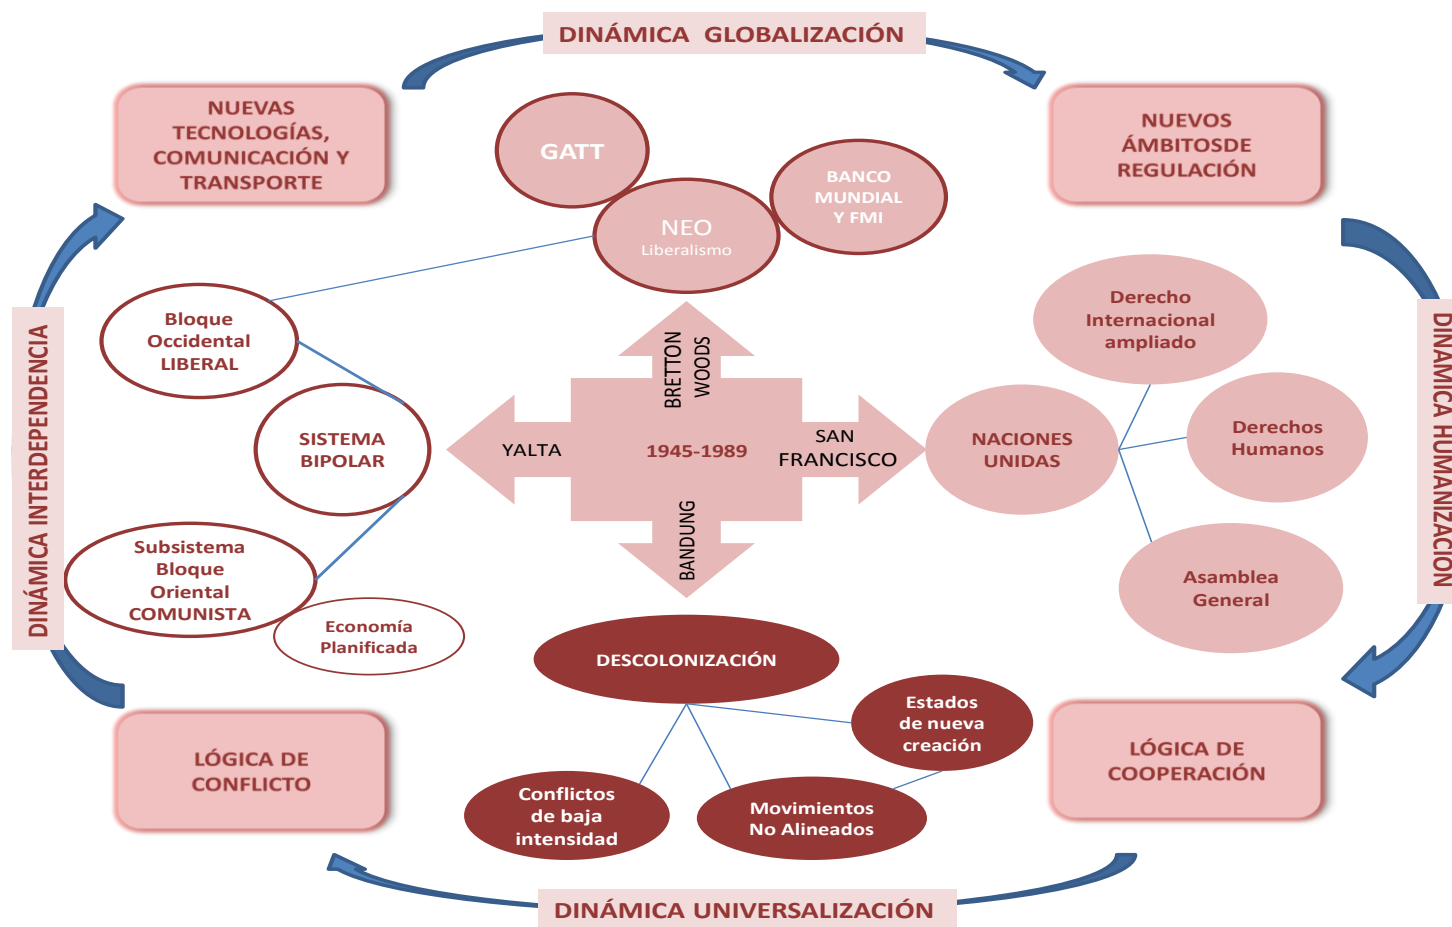 DINÁMICA GLOBALIZACIÓN
NUEVAS
TECNOLOGÍAS,
COMUNICACIÓN Y
TRANSPORTE
NUEVOS
ÁMBITOSDE
REGULACIÓN
GATT
BANCO
MUNDIAL
Y FMI
NEO
Liberalismo
Bloque
Occidental
LIBERAL
SISTEMA
BIPOLAR
Subsistema
Bloque
Oriental
COMUNISTA
Economía
Planificada
DINÁMICA INTERDEPENDENCIA
BRETTON
WOODS
YALTA
1945-1989
SAN
FRANCISCO
BANDUNG
NACIONES
UNIDAS
Derecho
Internacional
ampliado
Derechos
Humanos
Asamblea
General
DINÁMICA HUMANIZACIÓN
DESCOLONIZACIÓN
Estados
de nueva
creación
Conflictos
de baja
intensidad
Movimientos
No Alineados
LÓGICA DE
CONFLICTO
LÓGICA DE
COOPERACIÓN
DINÁMICA UNIVERSALIZACIÓN